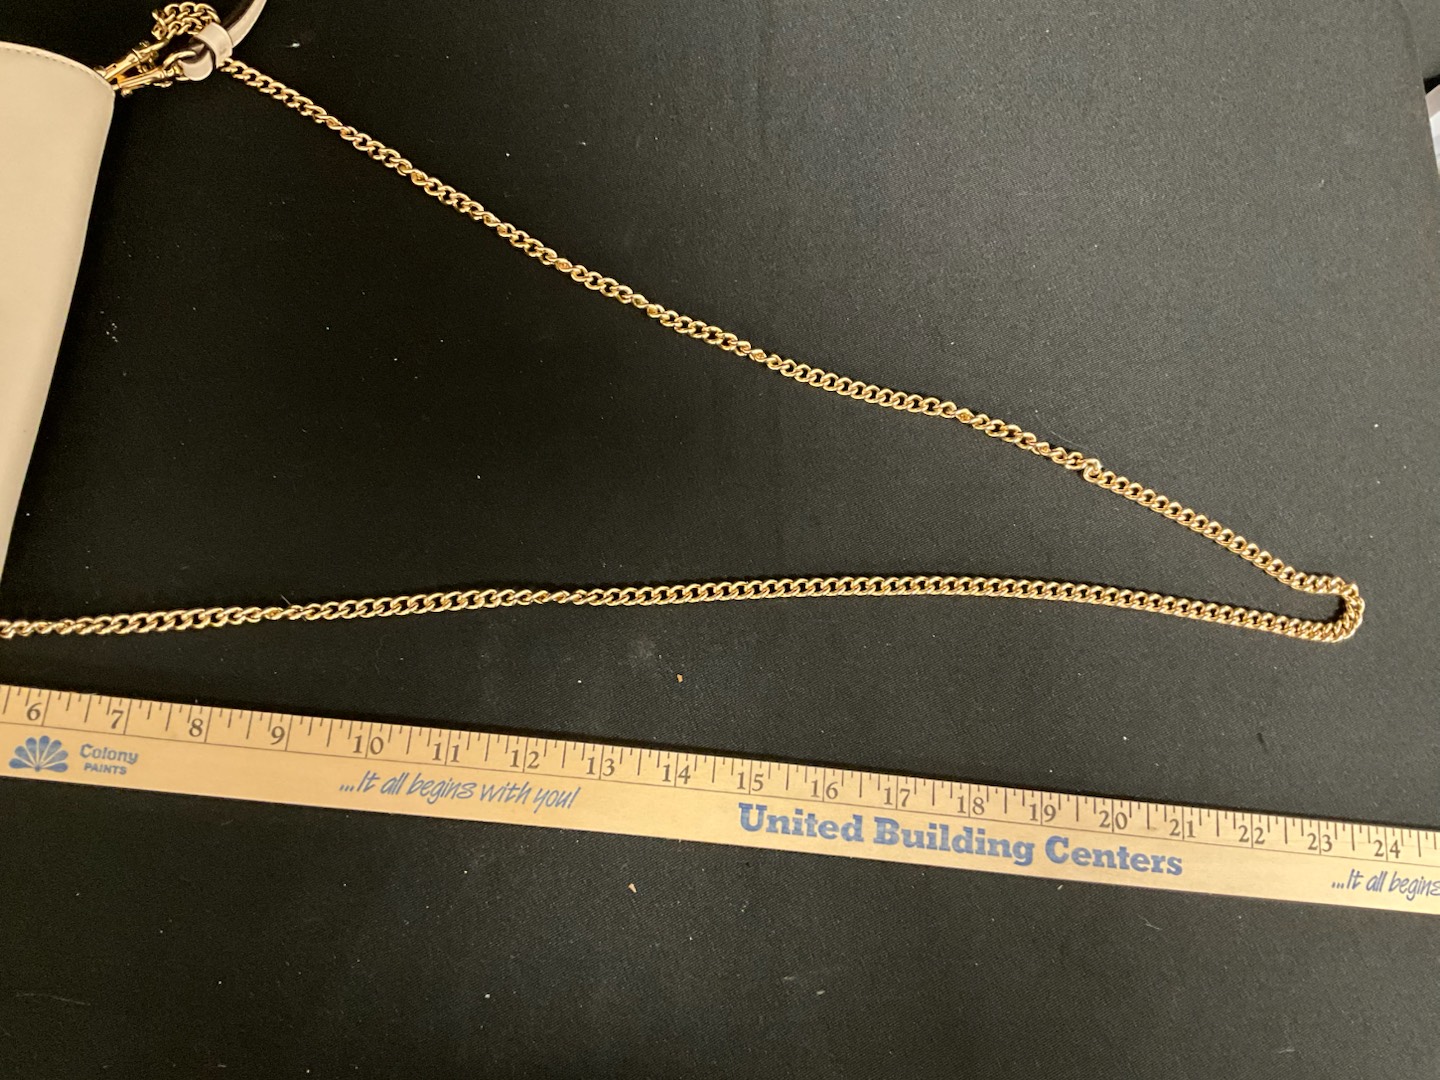 6 7 8 9 10 11 12 13 14 15 16 17 18 19 20 21 22 23 24
Colony
PAINTS
...It all begins with you!
United Building Centers
...It all begins